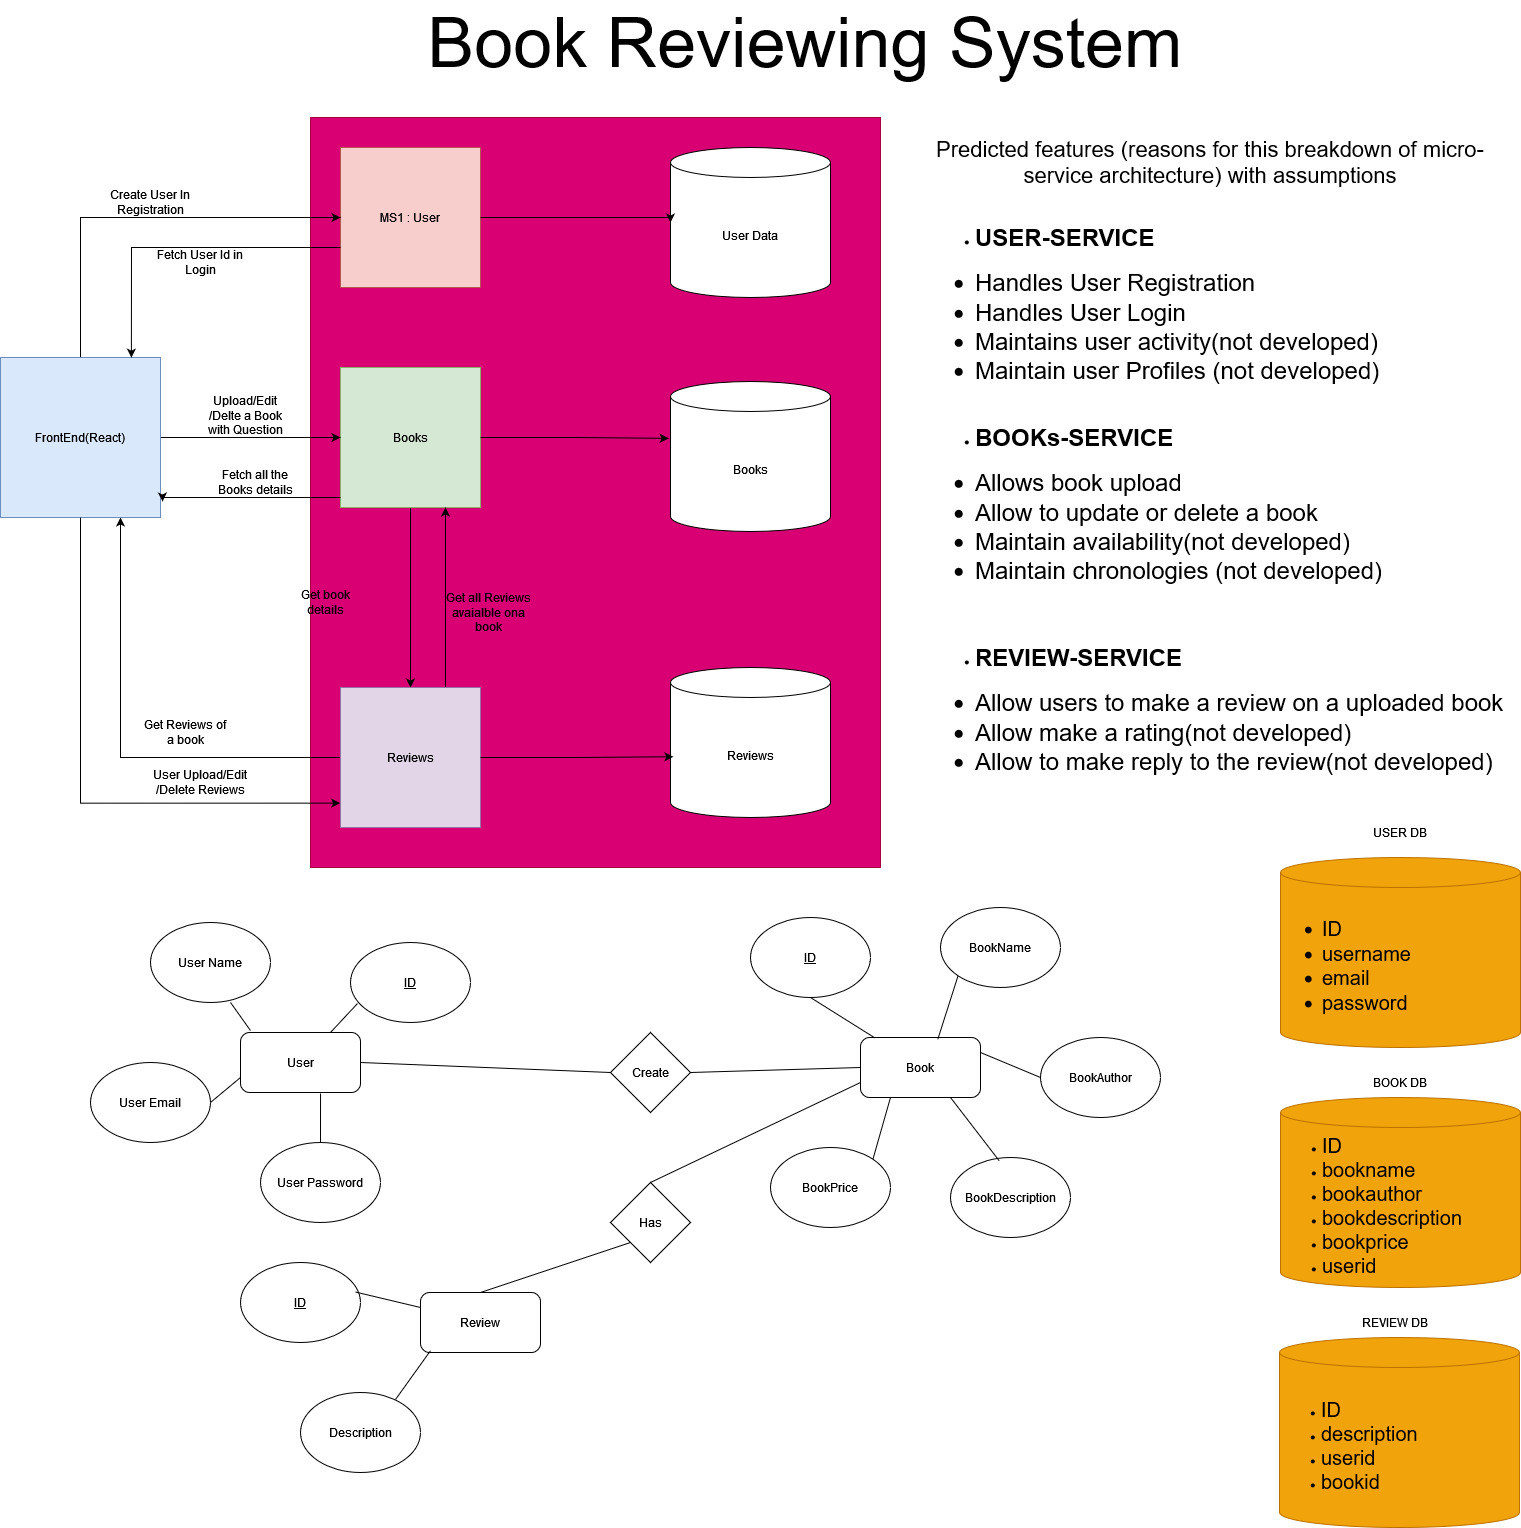 Book Reviewing System
Create User In
Registration
MS1 : User
User Data
Fetch User Id in
Login
FrontEnd(React)
Upload/Edit
/Delte a Book
with Question
Books
Books
Fetch all the
Books details
Get book
details
Get all Reviews
avaialble ona
book
Get Reviews of
a book
Reviews
Reviews
User Upload/Edit
/Delete Reviews
Predicted features (reasons for this breakdown of micro-
service architecture) with assumptions
USER-SERVICE
Handles User Registration
Handles User Login
Maintains user activity(not developed)
Maintain user Profiles (not developed)
BOOKs-SERVICE
Allows book upload
Allow to update or delete a book
Maintain availability(not developed)
Maintain chronologies (not developed)
REVIEW-SERVICE
Allow users to make a review on a uploaded book
Allow make a rating(not developed)
Allow to make reply to the review(not developed)
User Name
ID
User
User Email
User Password
Create
ID
BookName
Book
BookAuthor
BookPrice
BookDescription
Has
ID
Review
Description
USER DB
ID
username
email
password
BOOK DB
ID
bookname
bookauthor
bookdescription
bookprice
userid
REVIEW DB
ID
description
userid
bookid